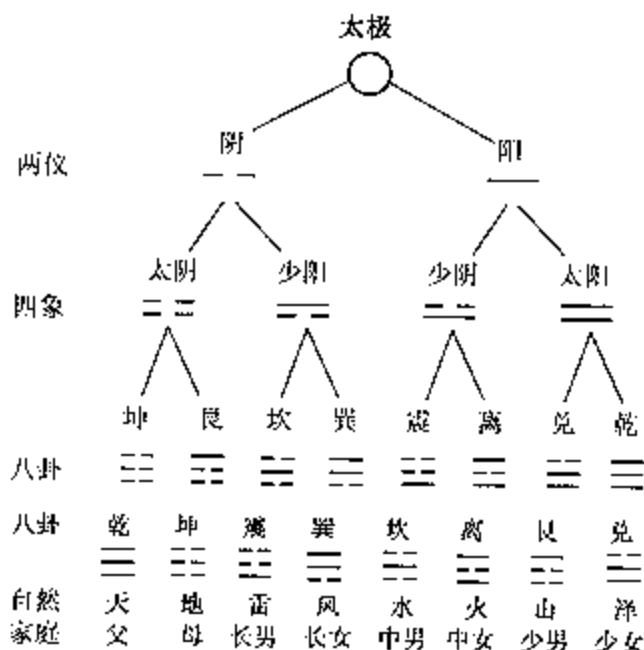 太极
阴 阳
两仪
太阴 少阳 少阴 太阳
四象
坤 艮 坎 巽 震 离 兑 乾
八卦
八卦 乾 坤 震 巽 坎 离 艮 兑
自然 天 地 雷 风 水 火 山 泽
家庭 父 母 长男 长女 中男 中女 少男 少女